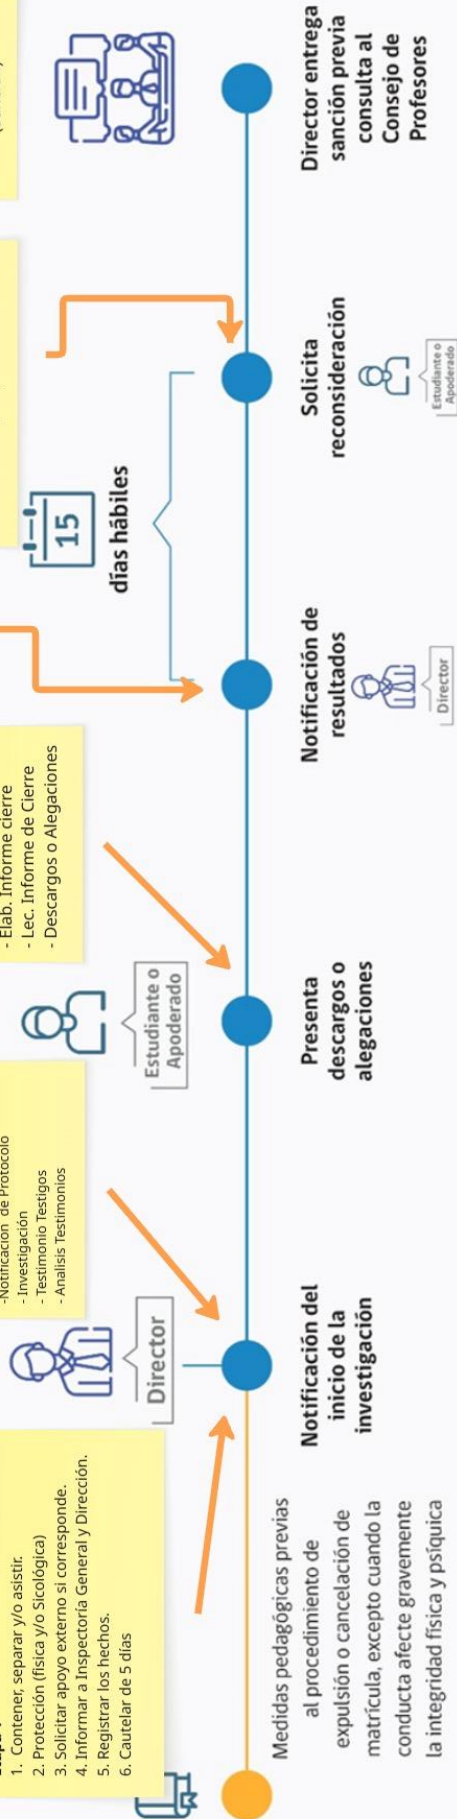 1. Contener, separar y/o asistir.
2. Protección (fisica y/o Sicológica)
3. Solicitar apoyo externo si corresponde.
4. Informar a Inspectoría General y Dirección.
5. Registrar los hechos.
6. Cautelar de 5 días
Medidas pedagógicas previas
al procedimiento de
expulsión o cancelación de
matrícula, excepto cuando la
conducta afecte gravemente
la integridad física y psíquica
Director
Notificación del
inicio de la
investigación
-Notificacion de Protocolo
- Investigación
- Testimonio Testigos
- Analisis Testimonios
Estudiante o
Apoderado
Presenta
descargos o
alegaciones
- Elab. Informe cierre
- Lec. Informe de Cierre
- Descargos o Alegaciones
Notificación de
resultados
Director
15
días hábiles
Solicita
reconsideración
Estudiante o
Apoderado
Director entrega
sanción previa
consulta al
Consejo de
Profesores